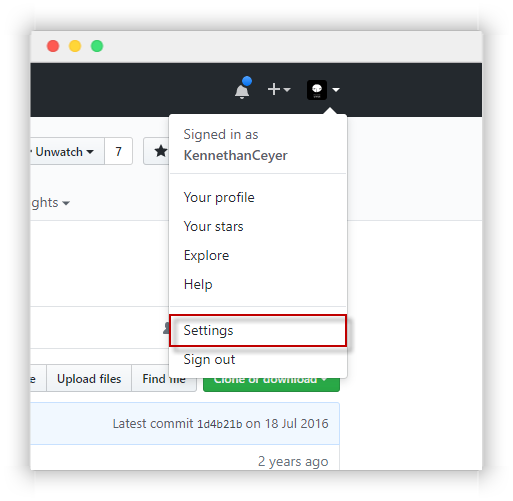 Signed in as
KennethanCeyer
Unwatch 7
Your profile
ghts
Your stars
Explore
Help
Settings
Sign out
e Upload files Find file Clone or download
Latest commit 1d4b21b on 18 Jul 2016
2 years ago